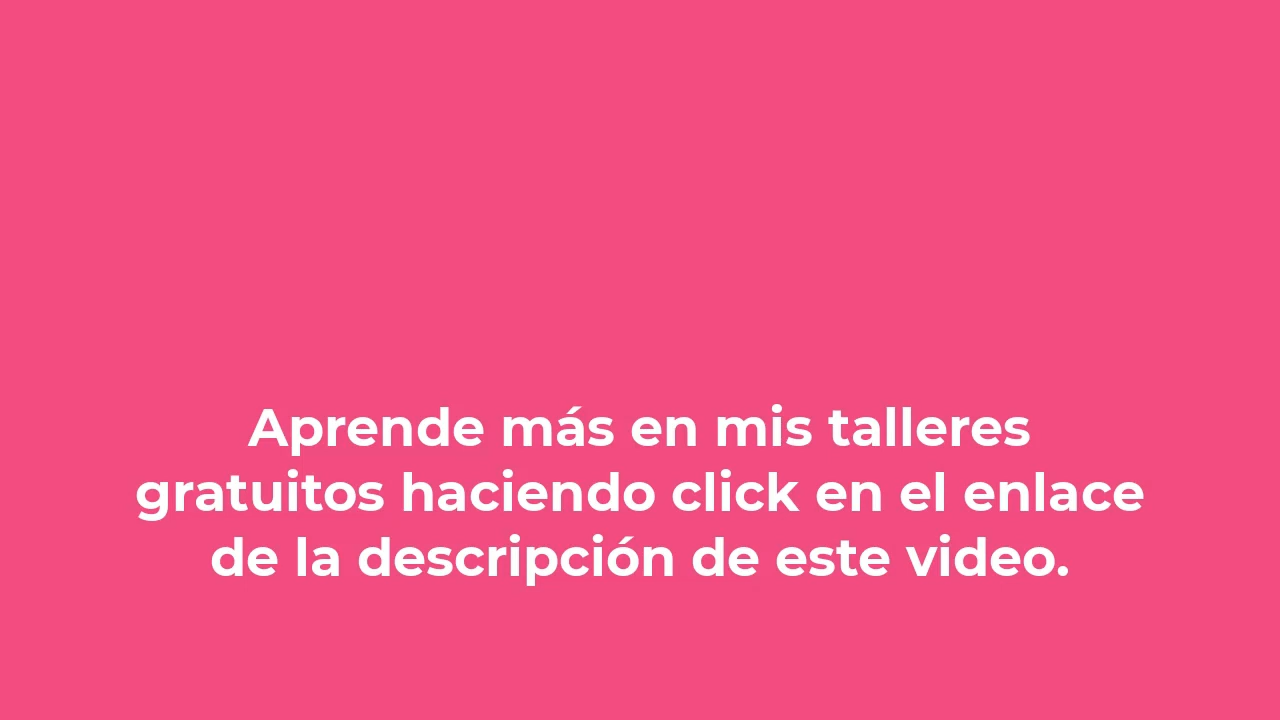 Aprende más en mis talleres
gratuitos haciendo click en el enlace
de la descripción de este video.